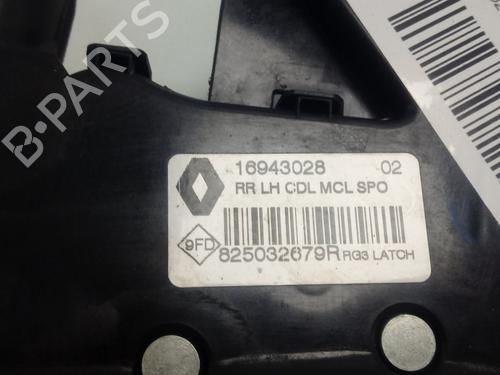 B-PARTS
16943028 02
RR LH CDL MCL SPO
9FD
825032679R RG3 LATCH